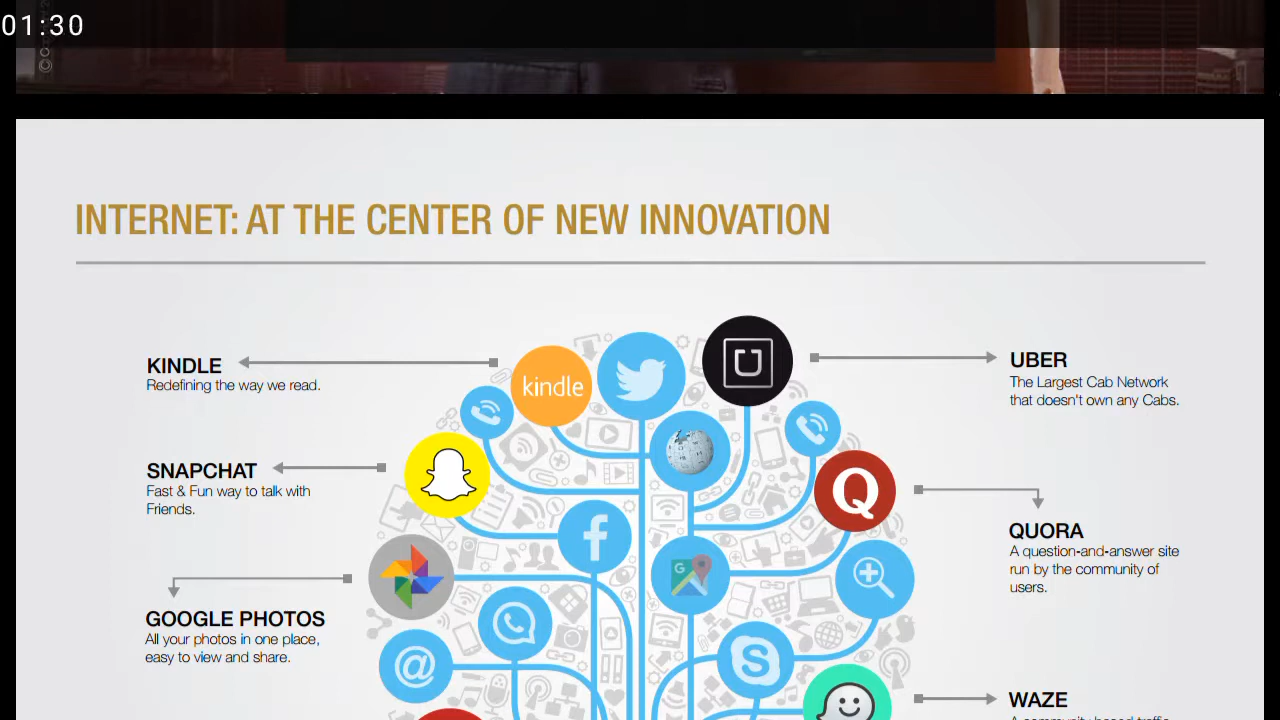 01:30
INTERNET: AT THE CENTER OF NEW INNOVATION
KINDLE
Redefining the way we read.
kindle
UBER
The Largest Cab Network
that doesn't own any Cabs.
SNAPCHAT
Fast & Fun way to talk with
Friends.
Q
QUORA
A question-and-answer site
run by the community of
users.
f
G
GOOGLE PHOTOS
All your photos in one place,
easy to view and share.
@
S
WAZE